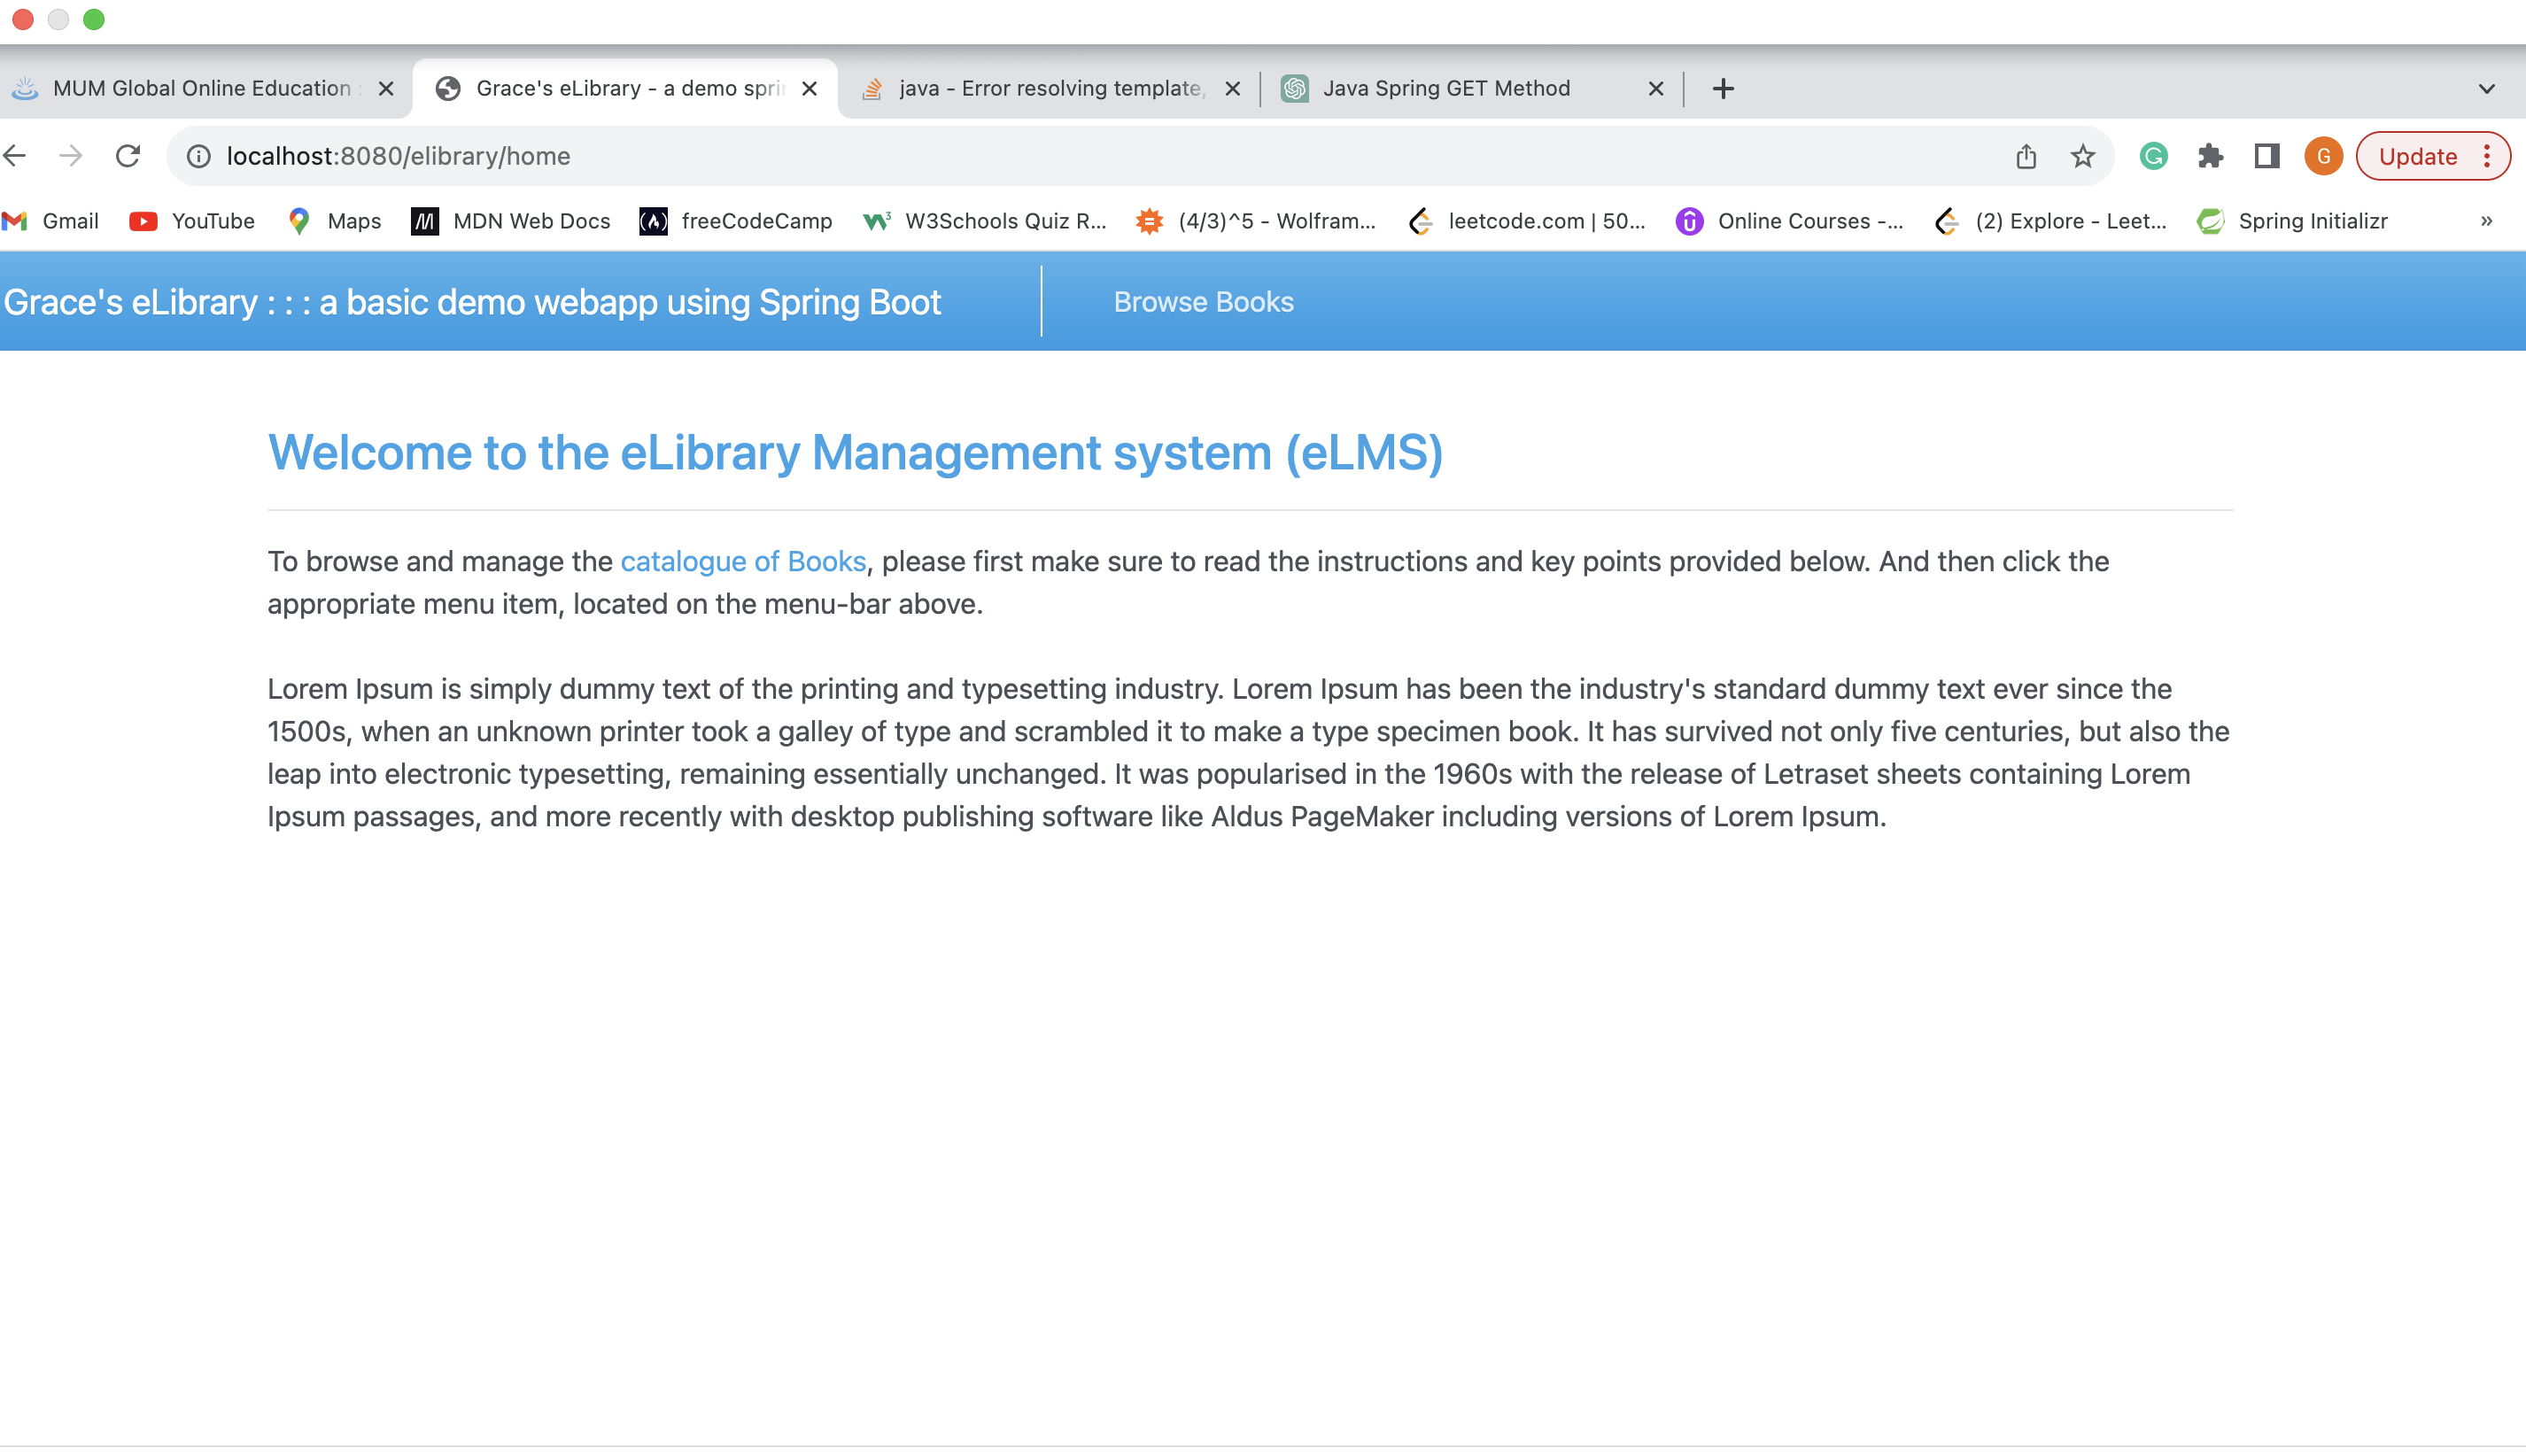 MUM Global Online Education :
Grace's eLibrary - a demo sprin
java - Error resolving template,
Java Spring GET Method
localhost:8080/elibrary/home
G
Update
Gmail
YouTube
Maps
MDN Web Docs
freeCodeCamp
W3Schools Quiz R...
(4/3)^5 - Wolfram...
leetcode.com | 50...
Online Courses -...
(2) Explore - Leet...
Spring Initializr
»
Grace's eLibrary : : : a basic demo webapp using Spring Boot
Browse Books
Welcome to the eLibrary Management system (eLMS)
To browse and manage the catalogue of Books, please first make sure to read the instructions and key points provided below. And then click the
appropriate menu item, located on the menu-bar above.
Lorem Ipsum is simply dummy text of the printing and typesetting industry. Lorem Ipsum has been the industry's standard dummy text ever since the
1500s, when an unknown printer took a galley of type and scrambled it to make a type specimen book. It has survived not only five centuries, but also the
leap into electronic typesetting, remaining essentially unchanged. It was popularised in the 1960s with the release of Letraset sheets containing Lorem
Ipsum passages, and more recently with desktop publishing software like Aldus PageMaker including versions of Lorem Ipsum.